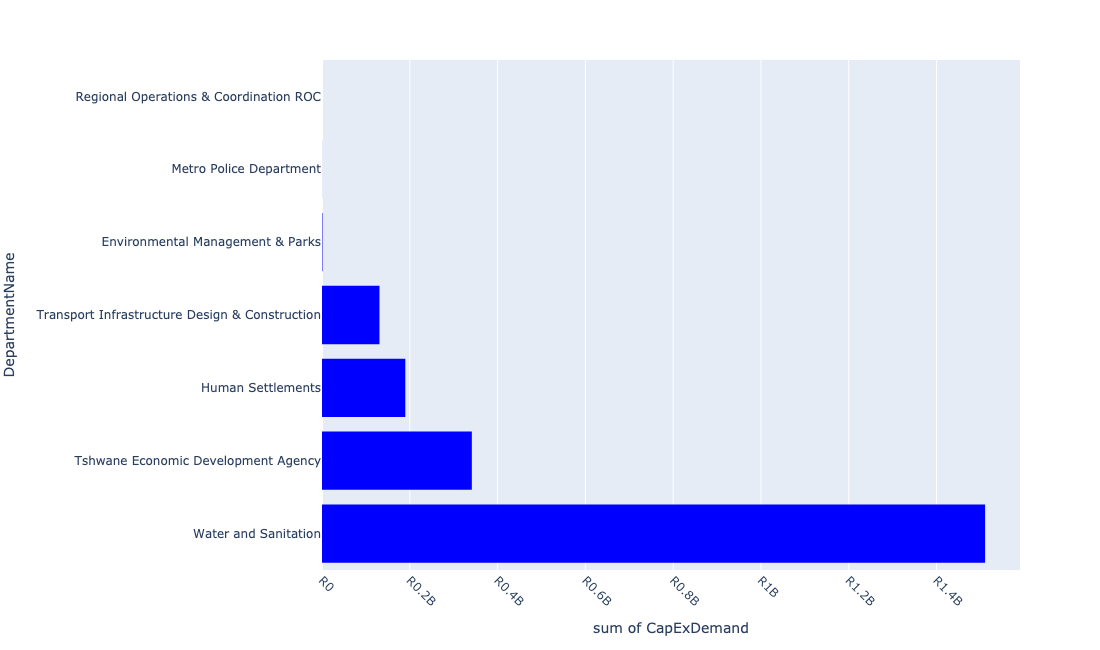 Regional Operations & Coordination ROC
Metro Police Department
Environmental Management & Parks
Transport Infrastructure Design & Construction
Human Settlements
Tshwane Economic Development Agency
Water and Sanitation
DepartmentName
R0
R0.2B
R0.4B
R0.6B
R0.8B
R1B
R1.2B
R1.4B
sum of CapExDemand